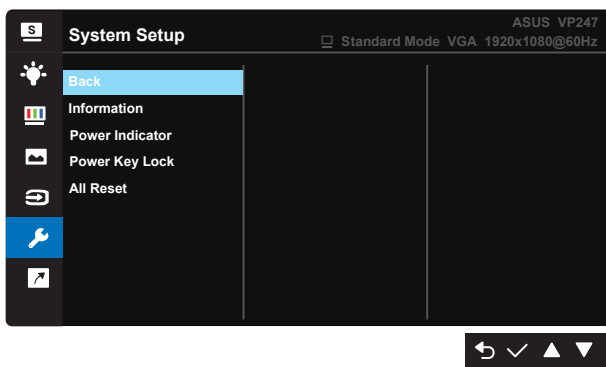 S
System Setup
ASUS VP247
Standard Mode VGA 1920x1080@60Hz
Back
Information
Power Indicator
Power Key Lock
All Reset